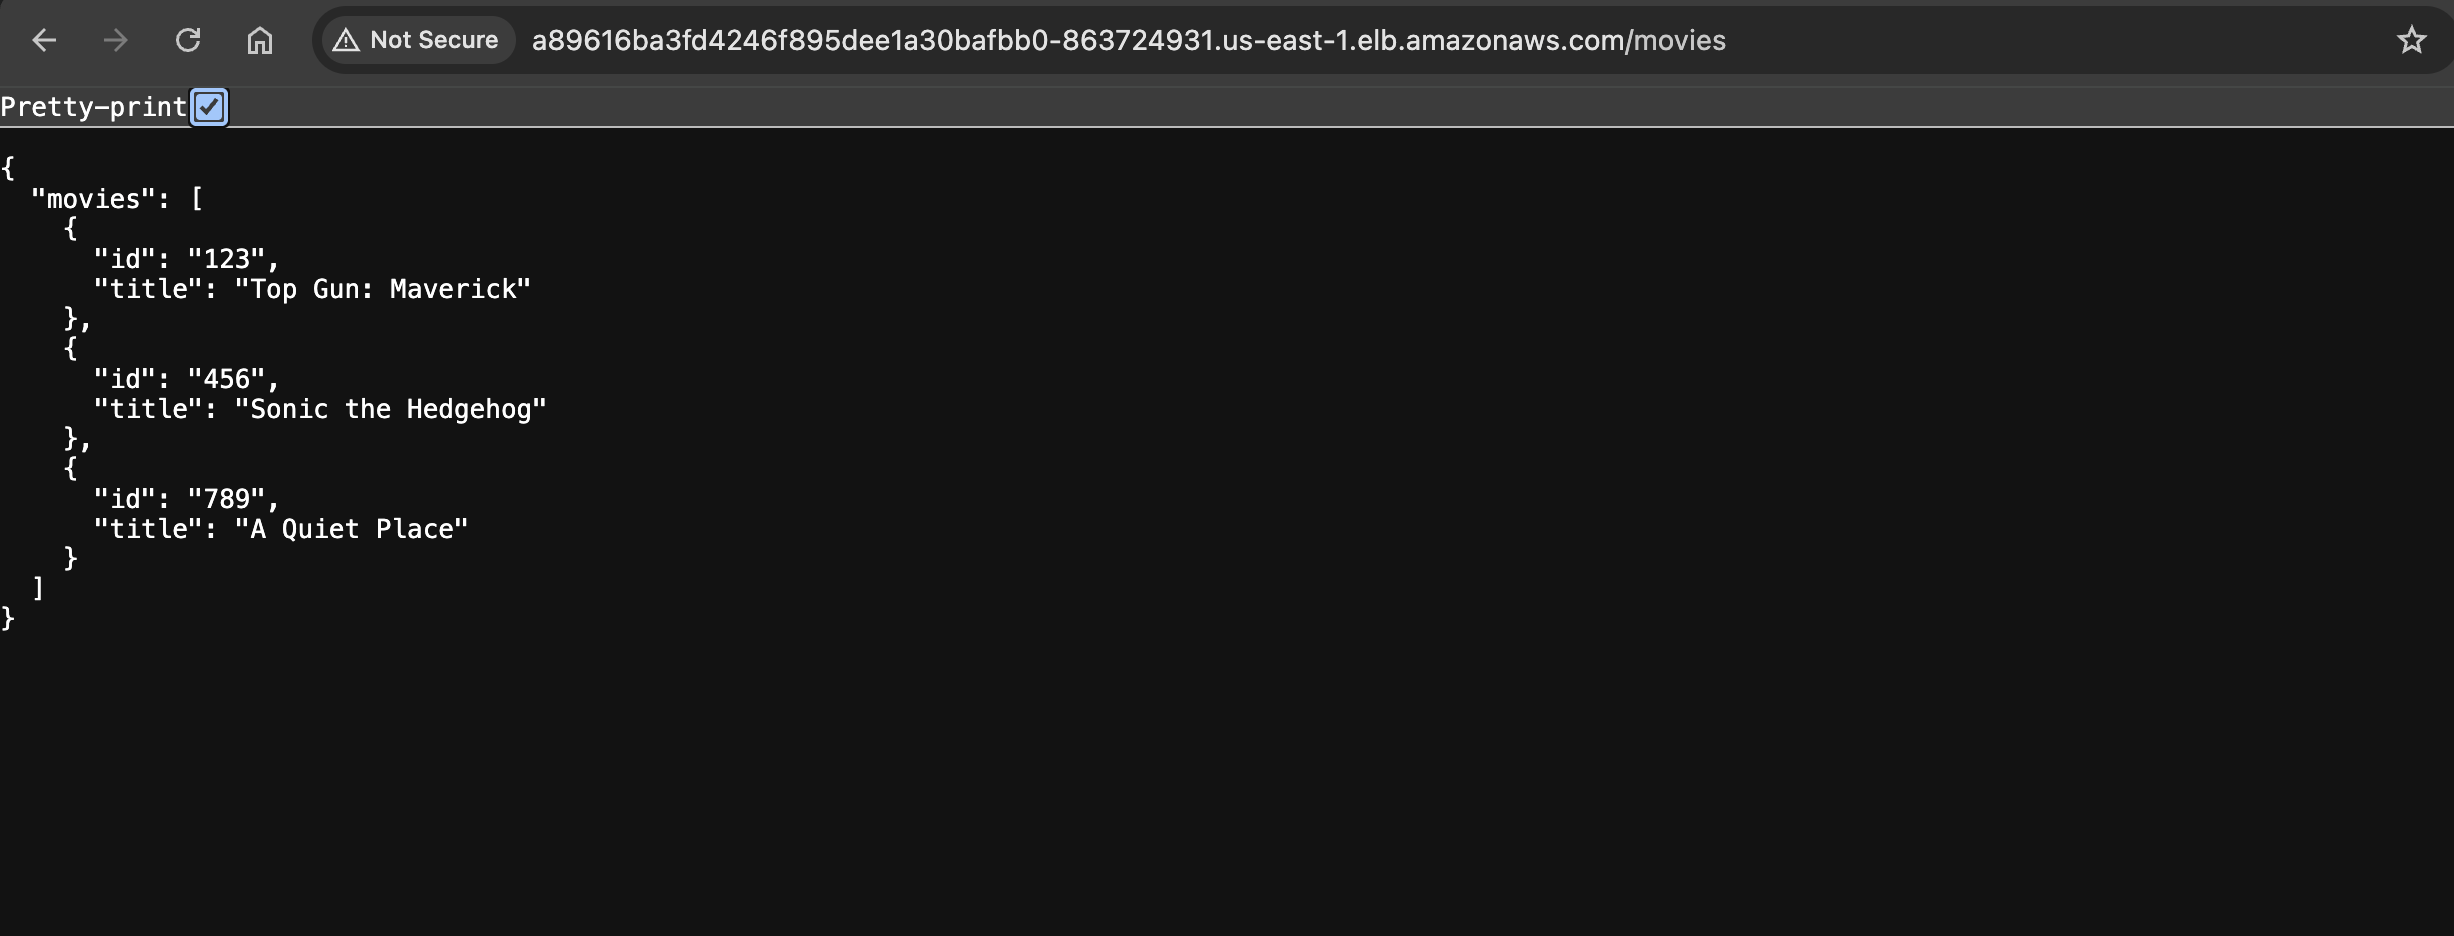 Not Secure a89616ba3fd4246f895dee1a30bafbb0-863724931.us-east-1.elb.amazonaws.com/movies
Pretty-print
{
  "movies": [
    {
      "id": "123",
      "title": "Top Gun: Maverick"
    },
    {
      "id": "456",
      "title": "Sonic the Hedgehog"
    },
    {
      "id": "789",
      "title": "A Quiet Place"
    }
  ]
}